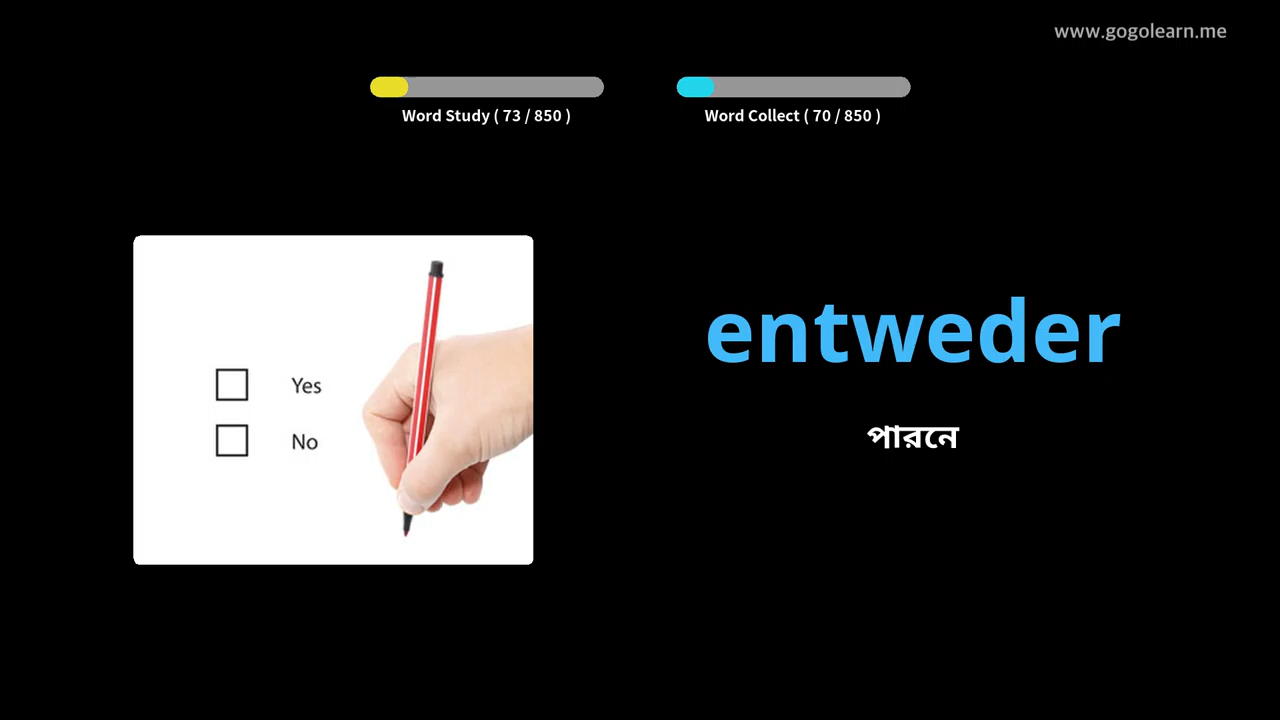 www.gogolearn.me
Word Study ( 73 / 850 )
Word Collect ( 70 / 850 )
Yes
No
entweder
পারনে